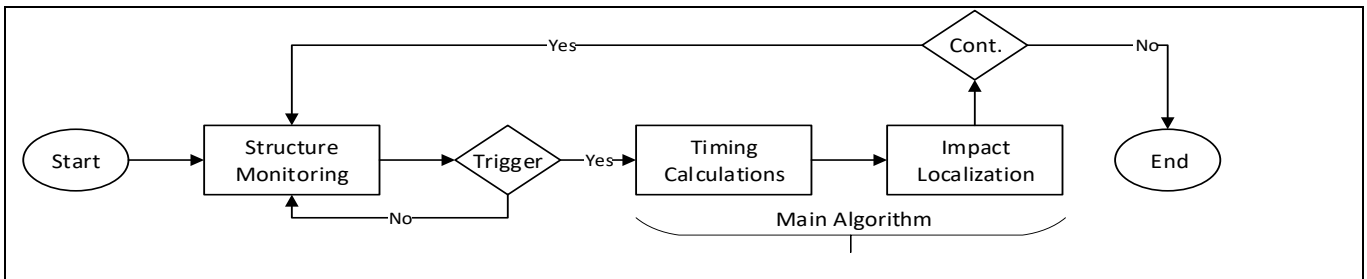 Yes
Cont.
No
Start
Structure
Monitoring
Trigger
Yes
Timing
Calculations
Impact
Localization
End
No
Main Algorithm